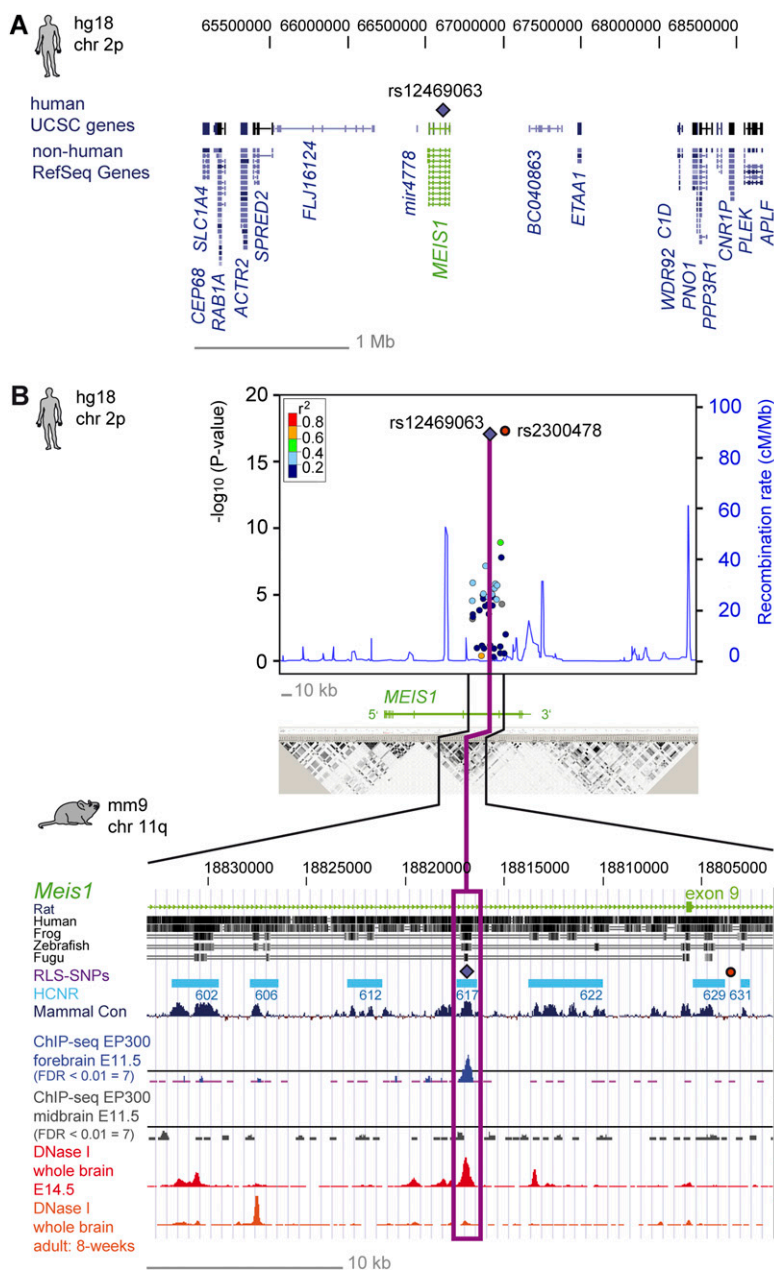 A
hg18
chr 2p
65500000 66000000 66500000 67000000 67500000 68000000 68500000
rs12469063
human
UCSC genes
non-human
RefSeq Genes
CEP68
SLC1A4
RAB1A
ACTR2
SPRED2
FLJ16124
mir4778
MEIS1
BC040863
ETAA1
WDR92
C1D
PNO1
PPP3R1
CNR1P
PLEK
APLF
1 Mb
B
hg18
chr 2p
20
15
10
5
0
-log10 (P-value)
r2
0.8
0.6
0.4
0.2
rs12469063
rs2300478
100
80
60
40
20
0
Recombination rate (cM/Mb)
10 kb
MEIS1
5'
3'
mm9
chr 11q
18830000 18825000 18820000 18815000 18810000 18805000
Meis1
exon 9
Rat
Human
Frog
Zebrafish
Fugu
RLS-SNPs
HCNR
602 606 612 617 622 629 631
Mammal Con
ChIP-seq EP300
forebrain E11.5
(FDR < 0.01 = 7)
ChIP-seq EP300
midbrain E11.5
(FDR < 0.01 = 7)
DNase I
whole brain
E14.5
DNase I
whole brain
adult: 8-weeks
10 kb